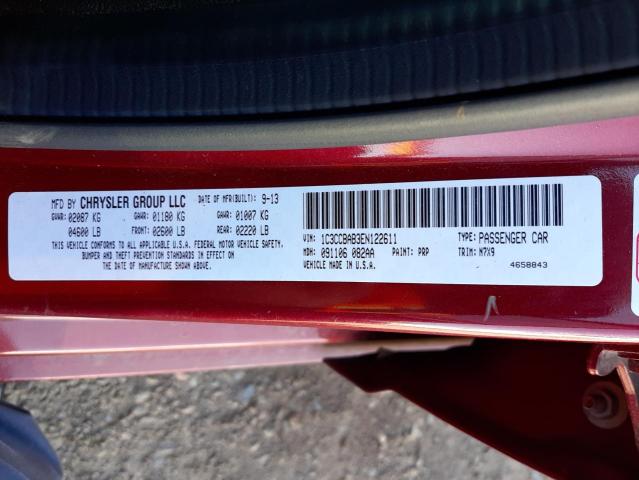 MFD BY CHRYSLER GROUP LLC DATE OF MFR(BUILT): 9-13
GVWR: 02087 KG GAWR: 01180 KG GAWR: 01007 KG
04600 LB FRONT: 02600 LB REAR: 02220 LB
THIS VEHICLE CONFORMS TO ALL APPLICABLE U.S.A. FEDERAL MOTOR VEHICLE SAFETY,
BUMPER AND THEFT PREVENTION STANDARDS IN EFFECT ON
THE DATE OF MANUFACTURE SHOWN ABOVE.
VIN: 1C3CCBAB3EN122611 TYPE: PASSENGER CAR
MDH: 091106 082AA PAINT: PRP TRIM: N7X9
VEHICLE MADE IN U.S.A. 4658843